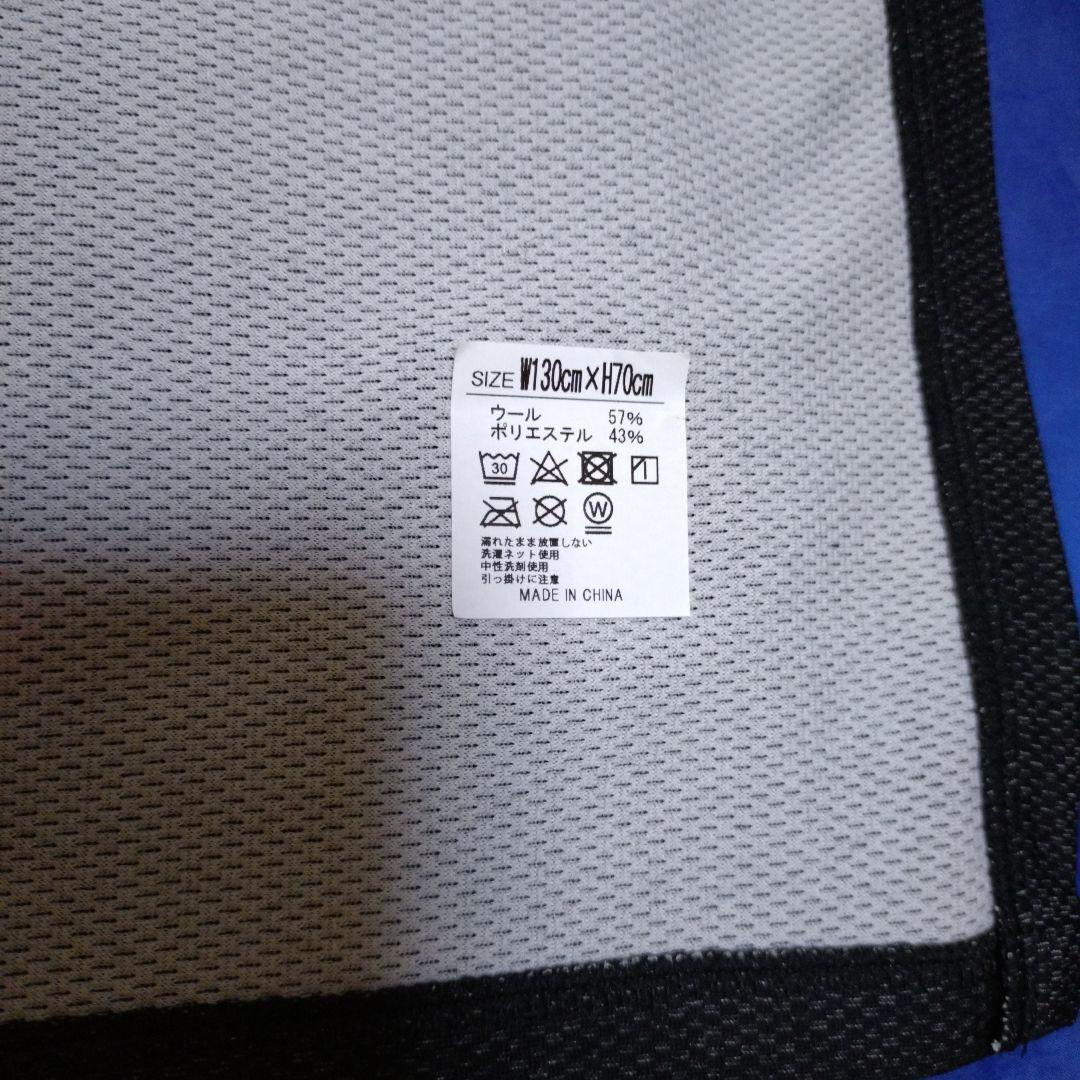 SIZE W130cm×H70cm
ウール 57%
ポリエステル 43%
30
W
濡れたまま放置しない
洗濯ネット使用
中性洗剤使用
引っ掛けに注意
MADE IN CHINA